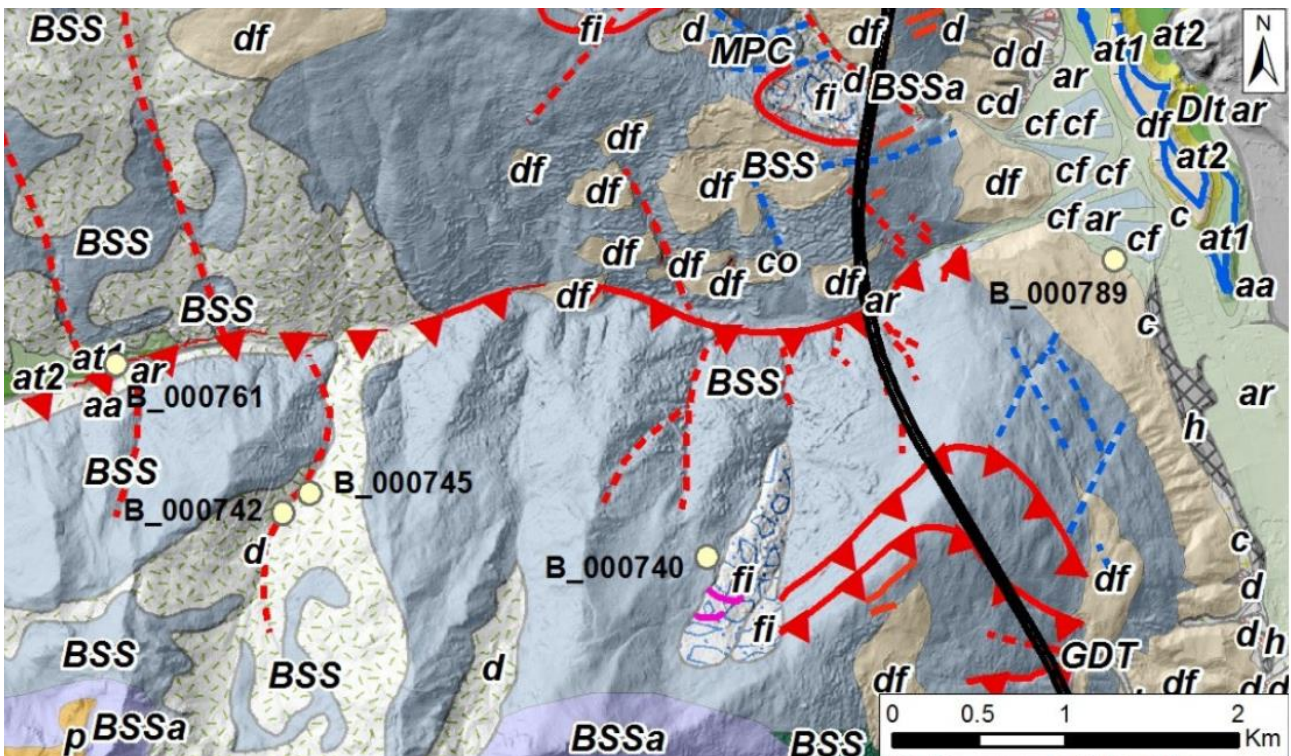 BSS
df
fi
d
MPC
df
d
at1
at2
N
d d
ar
fi
d
BSSa
cd
cf cf
df
Dlt
ar
df
df
df
df
BSS
df
cf cf
at2
c
cf
ar
cf
at1
BSS
df
df
df
co
df
df
ar
B_000789
aa
c
BSS
at2
at1
ar
aa
B_000761
BSS
ar
h
BSS
B_000745
B_000742
d
B_000740
fi
df
c
d
fi
d
h
BSS
BSS
d
GDT
df
df
d d
p
BSSa
BSSa
BSS
0 0.5 1 2
Km